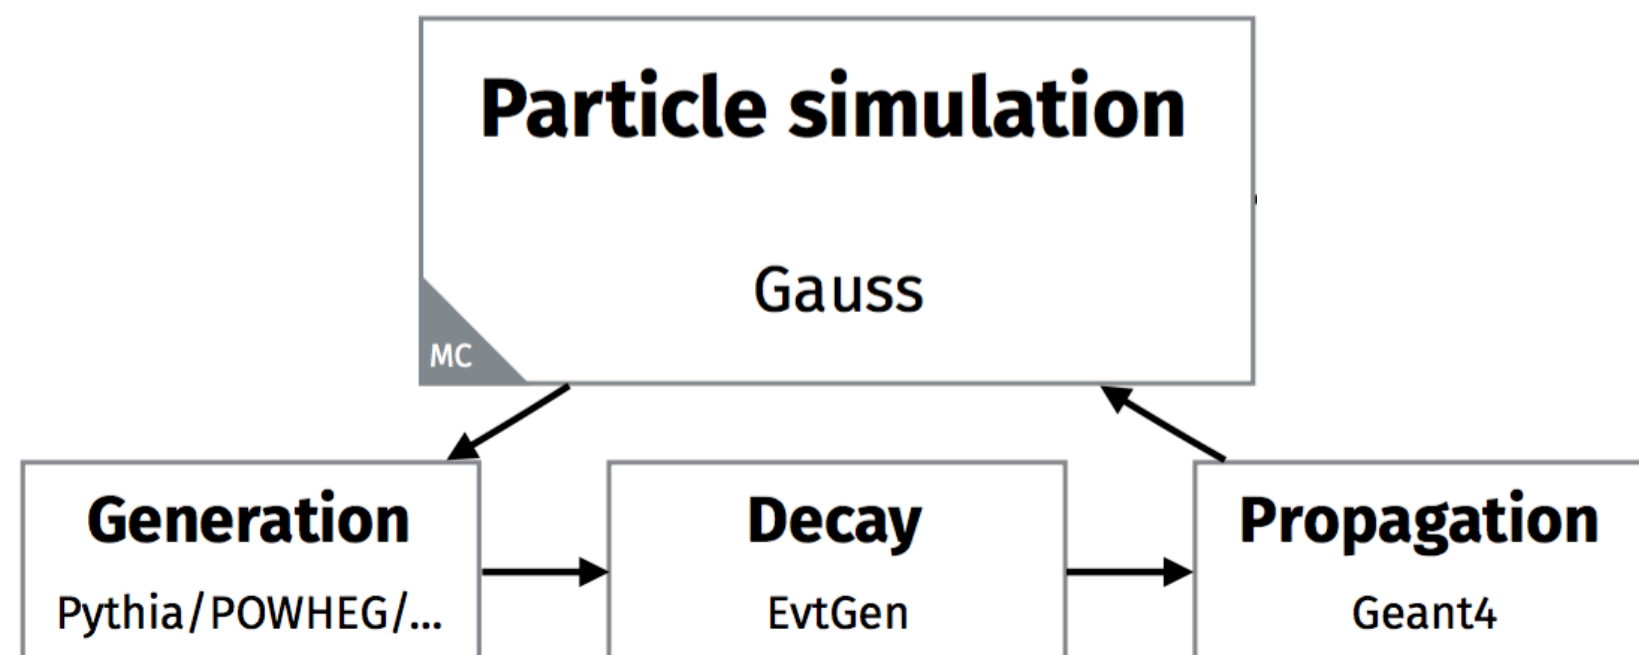 Particle simulation
Gauss
MC
Generation
Pythia/POWHEG/...
Decay
EvtGen
Propagation
Geant4